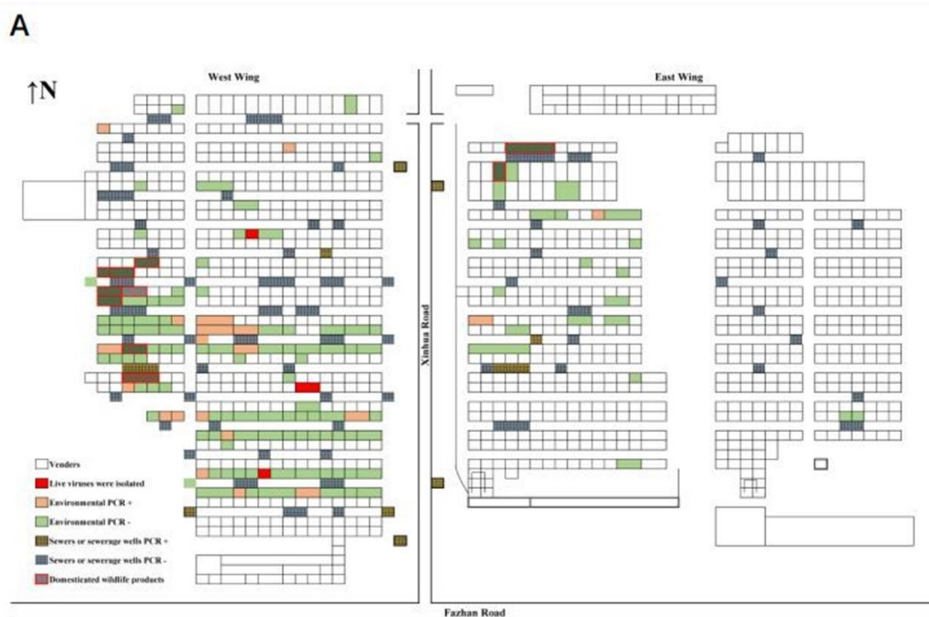 A
West Wing
East Wing
↑N
Xinhua Road
Venders
Live viruses were isolated
Environmental PCR +
Environmental PCR -
Sewers or sewerage wells PCR +
Sewers or sewerage wells PCR -
Domesticated wildlife products
Fazhan Road